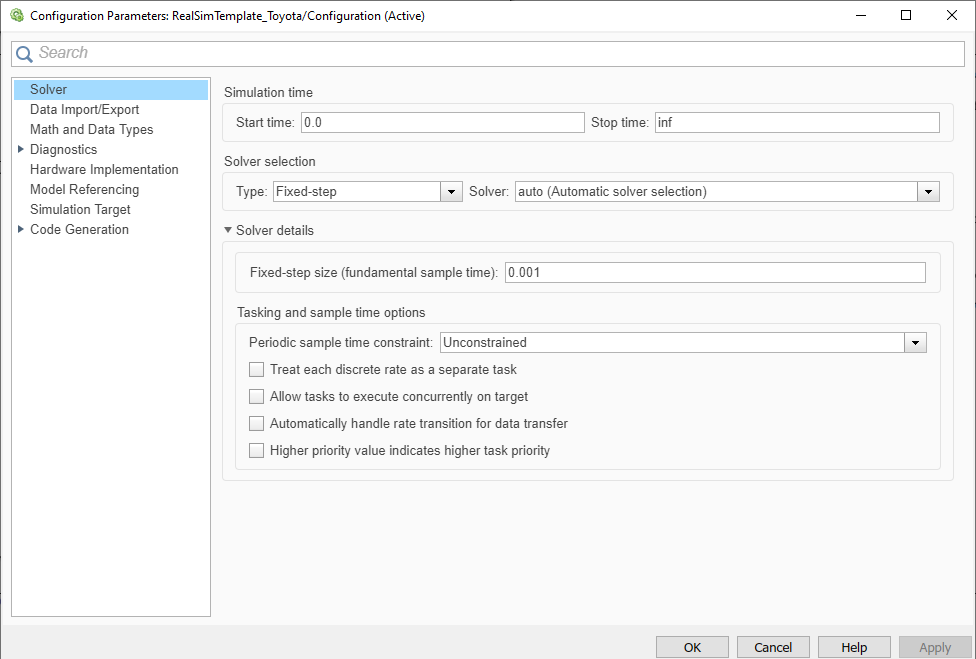 Configuration Parameters: RealSimTemplate_Toyota/Configuration (Active)
Search
Solver
Data Import/Export
Math and Data Types
Diagnostics
Hardware Implementation
Model Referencing
Simulation Target
Code Generation
Simulation time
Start time: 0.0 Stop time: inf
Solver selection
Type: Fixed-step Solver: auto (Automatic solver selection)
Solver details
Fixed-step size (fundamental sample time): 0.001
Tasking and sample time options
Periodic sample time constraint: Unconstrained
Treat each discrete rate as a separate task
Allow tasks to execute concurrently on target
Automatically handle rate transition for data transfer
Higher priority value indicates higher task priority
OK Cancel Help Apply